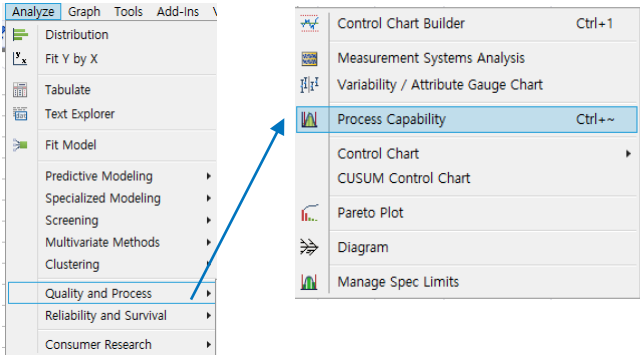 Analyze Graph Tools Add-Ins
Distribution
Fit Y by X
Tabulate
Text Explorer
Fit Model
Predictive Modeling
Specialized Modeling
Screening
Multivariate Methods
Clustering
Quality and Process
Reliability and Survival
Consumer Research
Control Chart Builder Ctrl+1
Measurement Systems Analysis
Variability / Attribute Gauge Chart
Process Capability Ctrl+~
Control Chart
CUSUM Control Chart
Pareto Plot
Diagram
Manage Spec Limits